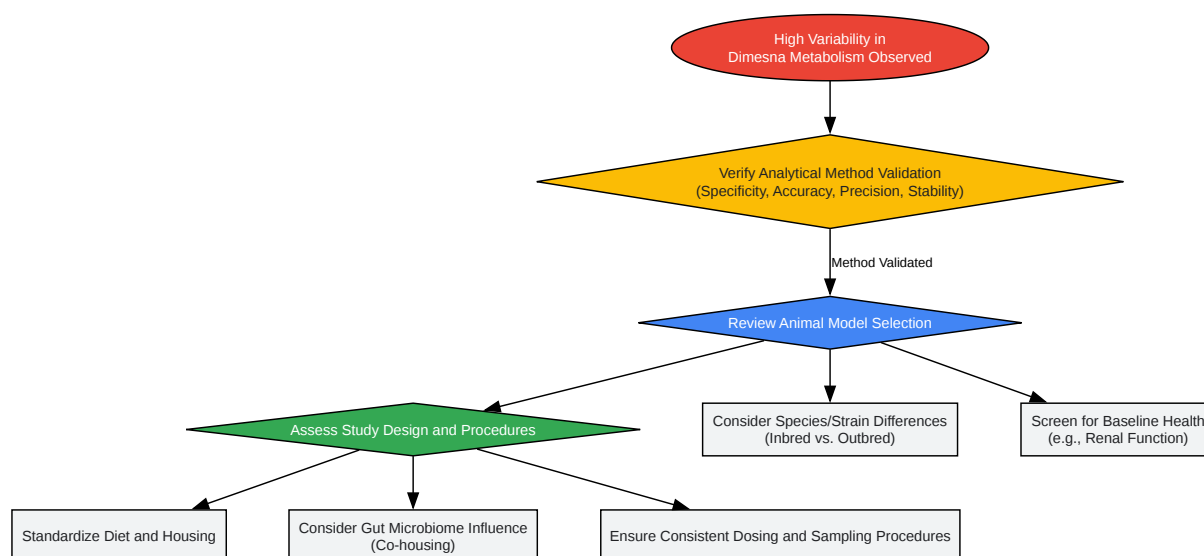 High Variability in
Dimesna Metabolism Observed
Verify Analytical Method Validation
(Specificity, Accuracy, Precision, Stability)
Method Validated
Review Animal Model Selection
Assess Study Design and Procedures
Consider Species/Strain Differences
(Inbred vs. Outbred)
Screen for Baseline Health
(e.g., Renal Function)
Standardize Diet and Housing
Consider Gut Microbiome Influence
(Co-housing)
Ensure Consistent Dosing and Sampling Procedures